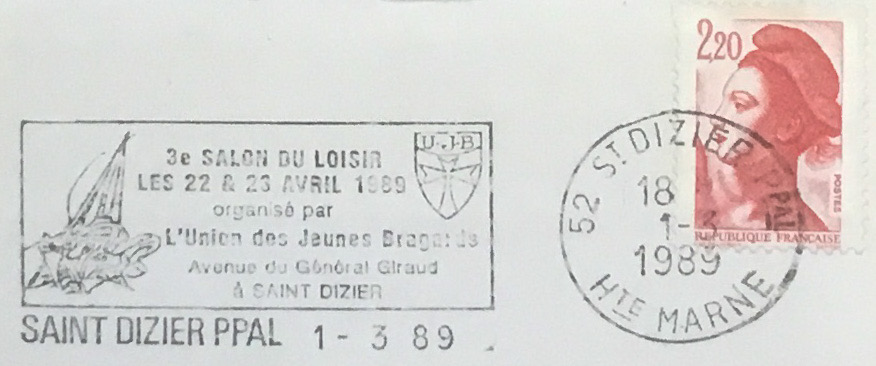 3e SALON DU LOISIR
LES 22 & 23 AVRIL 1989
organisé par
L'Union des Jeunes Bragards
Avenue du Général Giraud
à SAINT DIZIER
U.J.B
SAINT DIZIER PPAL 1 - 3 89
52 ST DIZIER PPAL
18
1-3
1989
HTE MARNE
2,20
POSTES
REPUBLIQUE FRANÇAISE